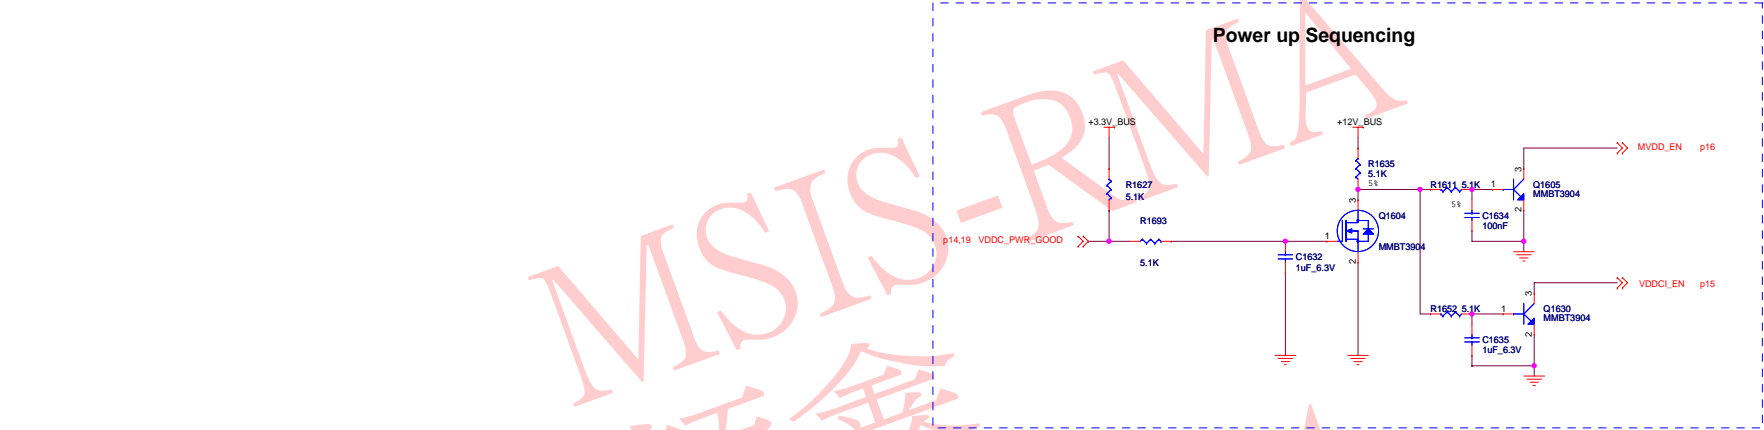 Power up Sequencing
MSIS-RMA
+3.3V_BUS
+12V_BUS
R1635
5.1K
5%
R1627
5.1K
R1693
5.1K
p14,19 VDDC_PWR_GOOD
C1632
1uF_6.3V
3
1
2
Q1604
MMBT3904
R1611 5.1K
5%
1
3
2
Q1605
MMBT3904
C1634
100nF
MVDD_EN p16
R1652 5.1K
1
3
2
Q1630
MMBT3904
C1635
1uF_6.3V
VDDCI_EN p15